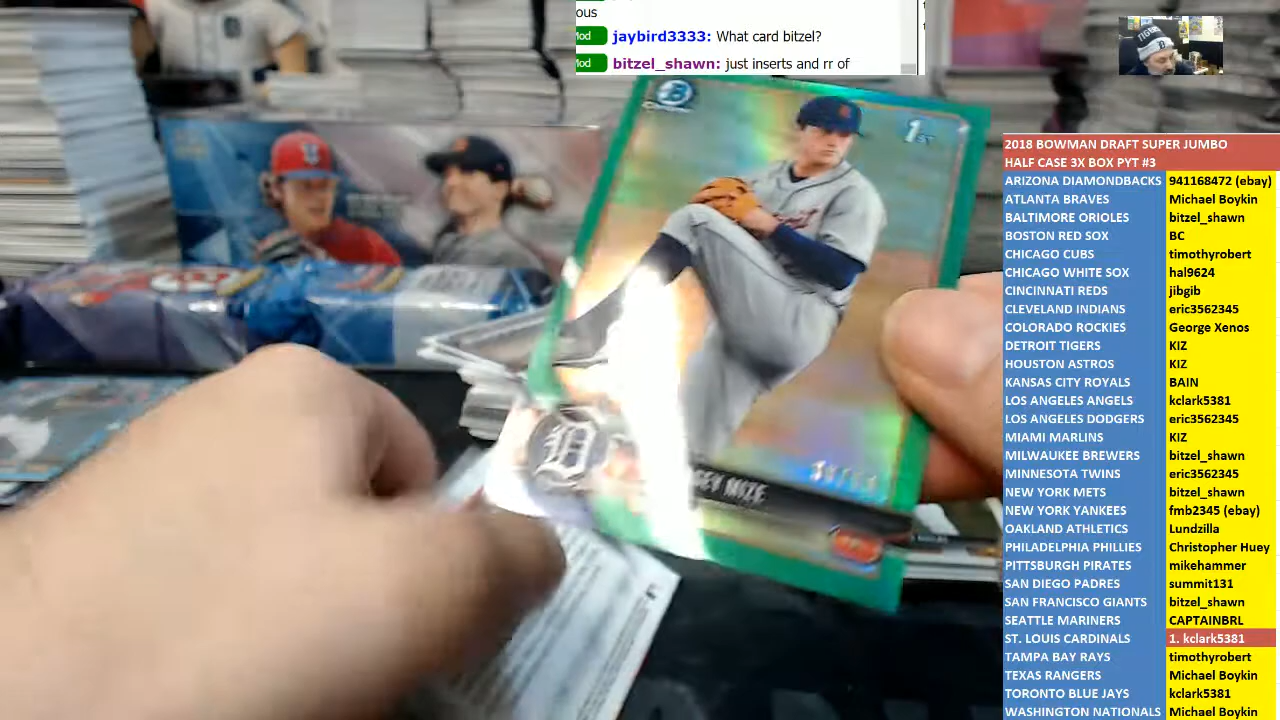 ous
Mod jaybird3333: What card bitzel?
Mod bitzel_shawn: just inserts and rr of
1ST
EY MIZE
2018 BOWMAN DRAFT SUPER JUMBO
HALF CASE 3X BOX PYT #3
ARIZONA DIAMONDBACKS 941168472 (ebay)
ATLANTA BRAVES Michael Boykin
BALTIMORE ORIOLES bitzel_shawn
BOSTON RED SOX BC
CHICAGO CUBS timothyrobert
CHICAGO WHITE SOX hal9624
CINCINNATI REDS jibgib
CLEVELAND INDIANS eric3562345
COLORADO ROCKIES George Xenos
DETROIT TIGERS KIZ
HOUSTON ASTROS KIZ
KANSAS CITY ROYALS BAIN
LOS ANGELES ANGELS kclark5381
LOS ANGELES DODGERS eric3562345
MIAMI MARLINS KIZ
MILWAUKEE BREWERS bitzel_shawn
MINNESOTA TWINS eric3562345
NEW YORK METS bitzel_shawn
NEW YORK YANKEES fmb2345 (ebay)
OAKLAND ATHLETICS Lundzilla
PHILADELPHIA PHILLIES Christopher Huey
PITTSBURGH PIRATES mikehammer
SAN DIEGO PADRES summit131
SAN FRANCISCO GIANTS bitzel_shawn
SEATTLE MARINERS CAPTAINBRL
ST. LOUIS CARDINALS 1. kclark5381
TAMPA BAY RAYS timothyrobert
TEXAS RANGERS Michael Boykin
TORONTO BLUE JAYS kclark5381
WASHINGTON NATIONALS Michael Boykin